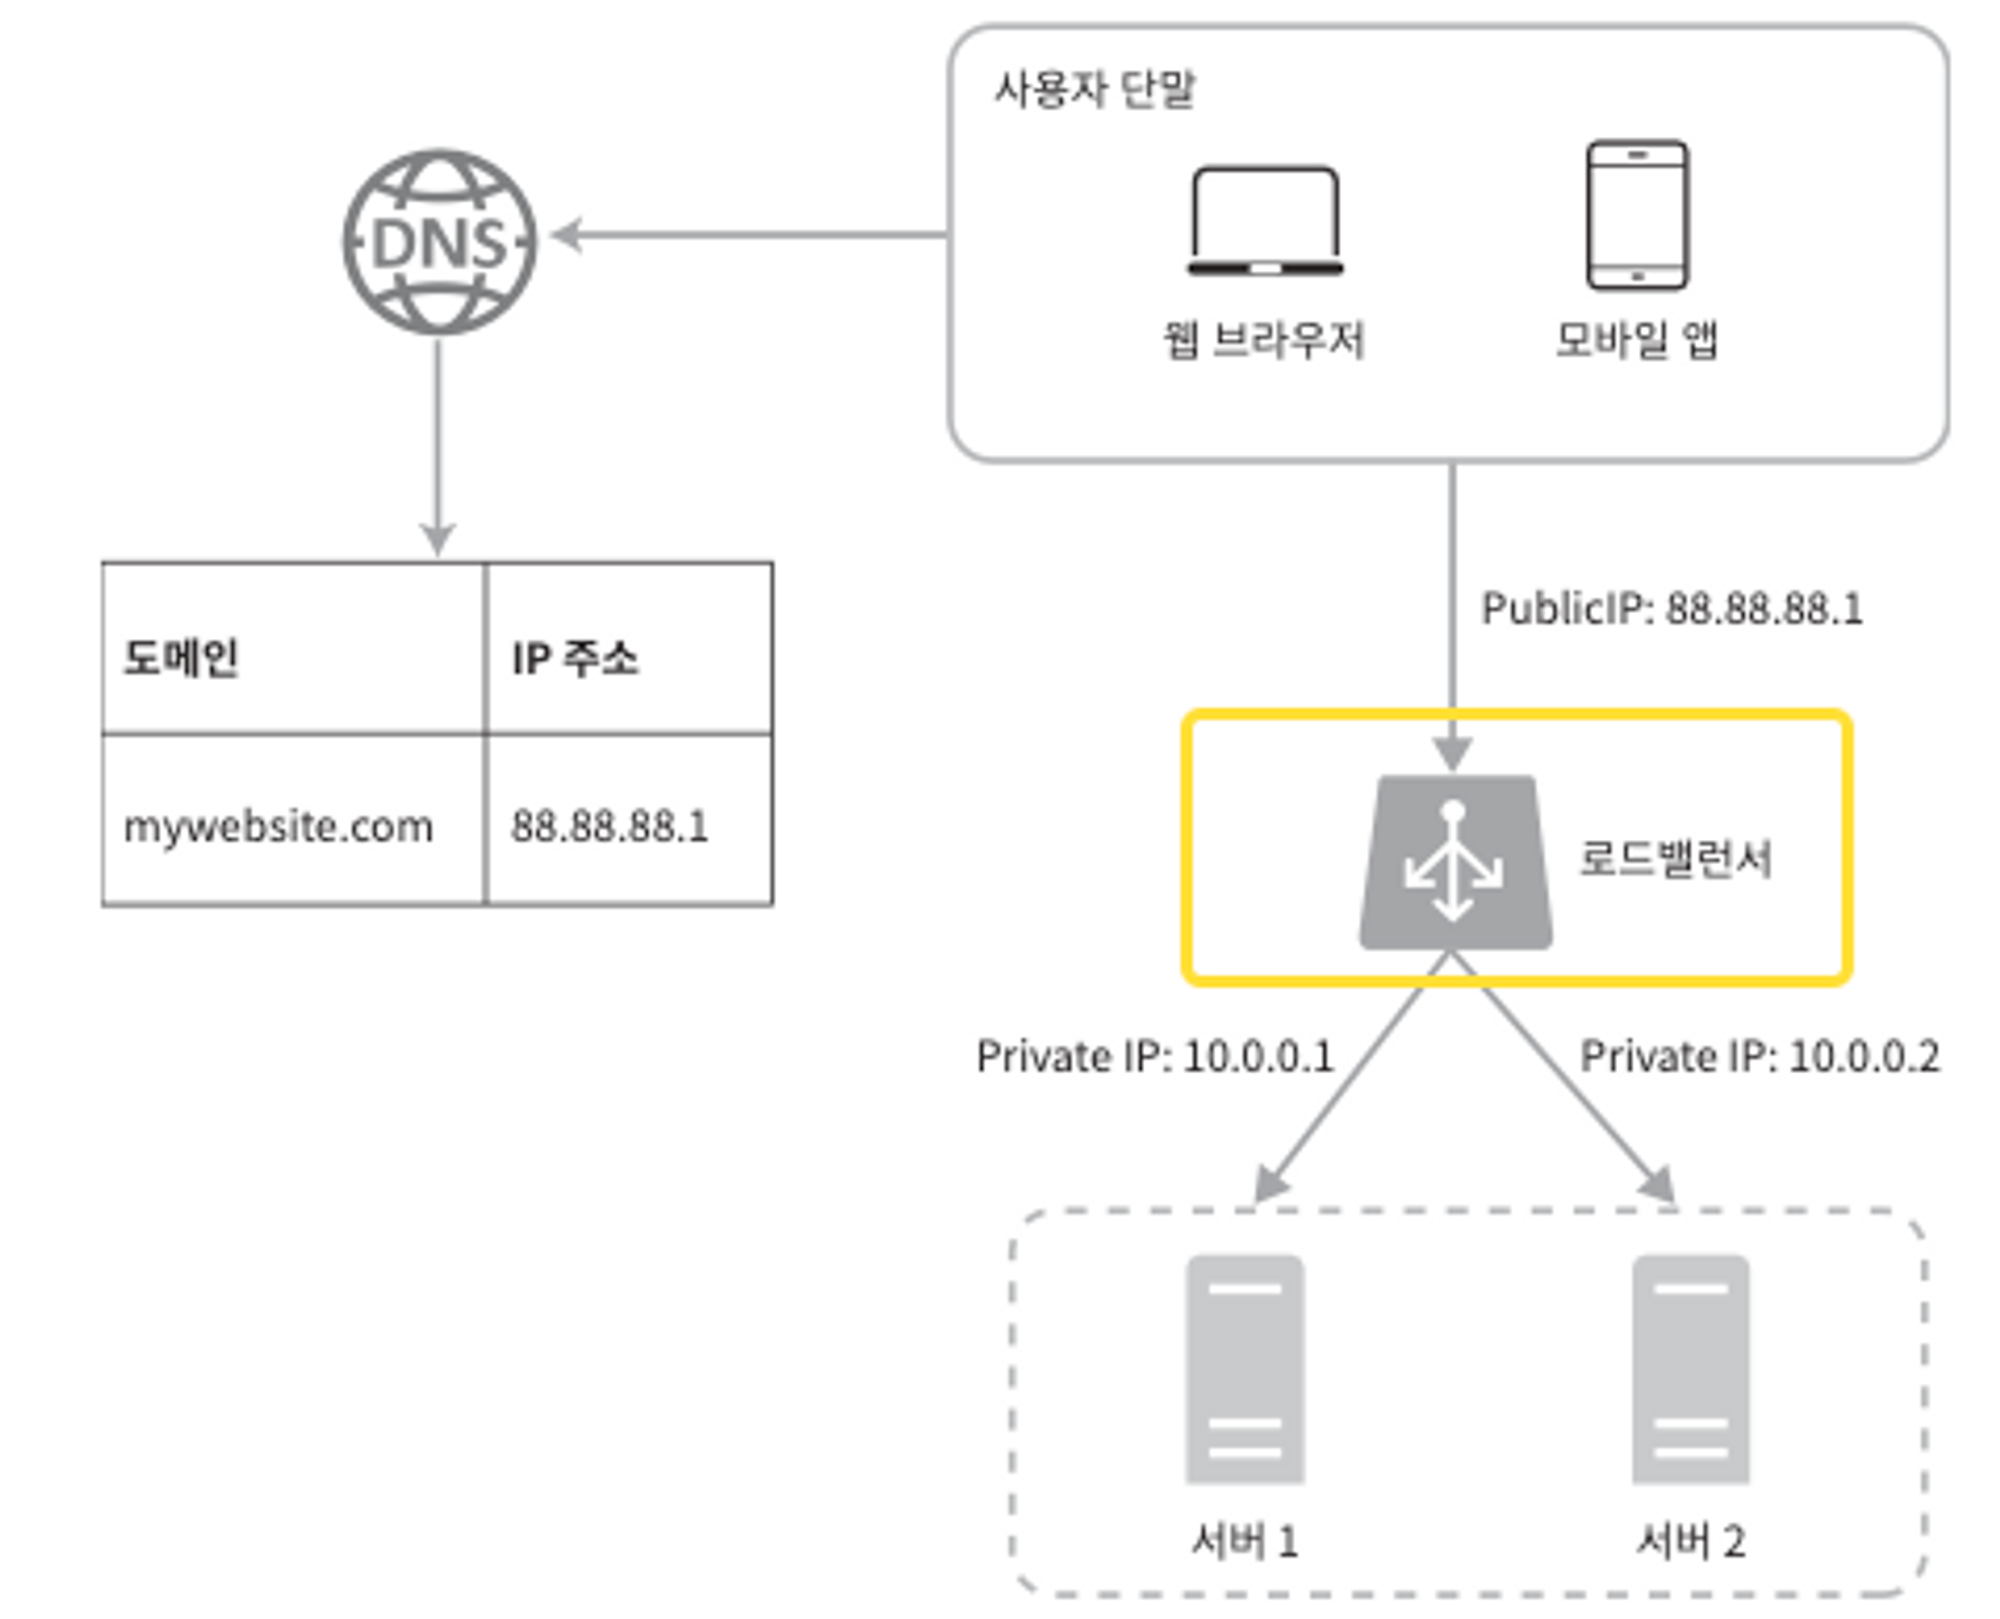 사용자 단말
DNS
웹 브라우저
모바일 앱
도메인
IP 주소
mywebsite.com
88.88.88.1
PublicIP: 88.88.88.1
로드밸런서
Private IP: 10.0.0.1
Private IP: 10.0.0.2
서버 1
서버 2